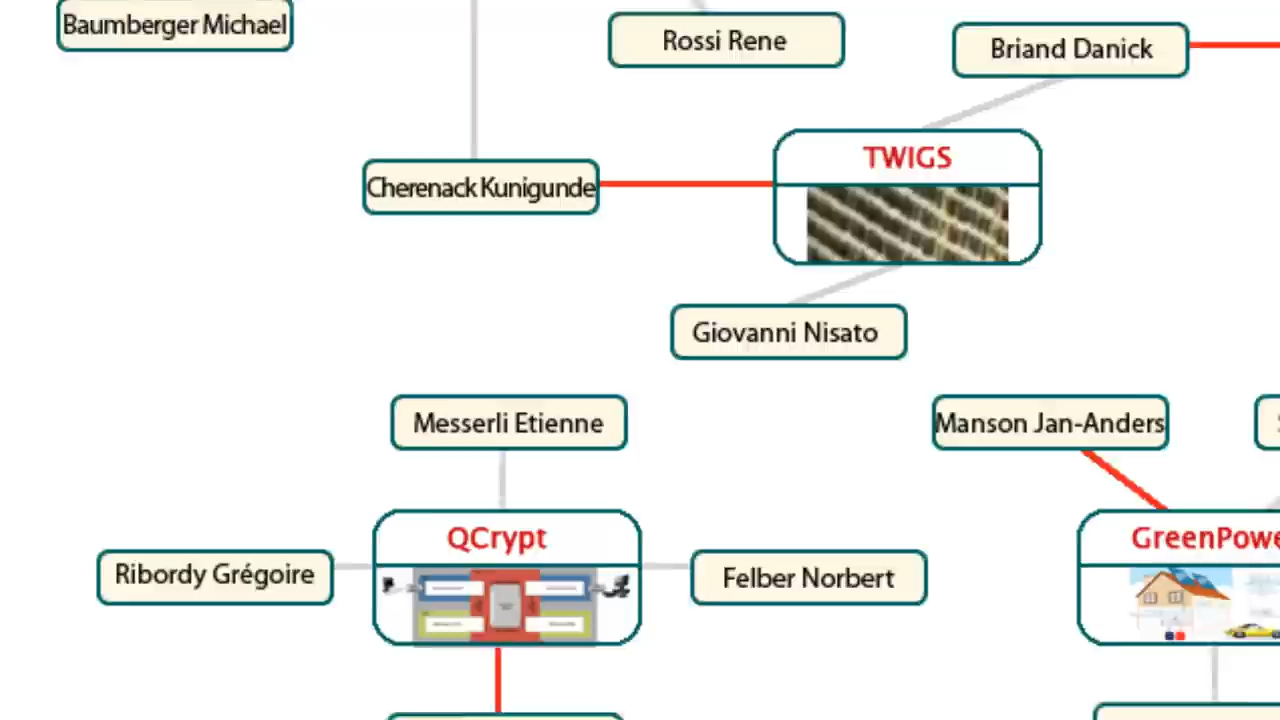 Baumberger Michael
Rossi Rene
Briand Danick
TWIGS
Cherenack Kunigunde
Giovanni Nisato
Messerli Etienne
Manson Jan-Anders
QCrypt
GreenPowe
Ribordy Grégoire
Felber Norbert